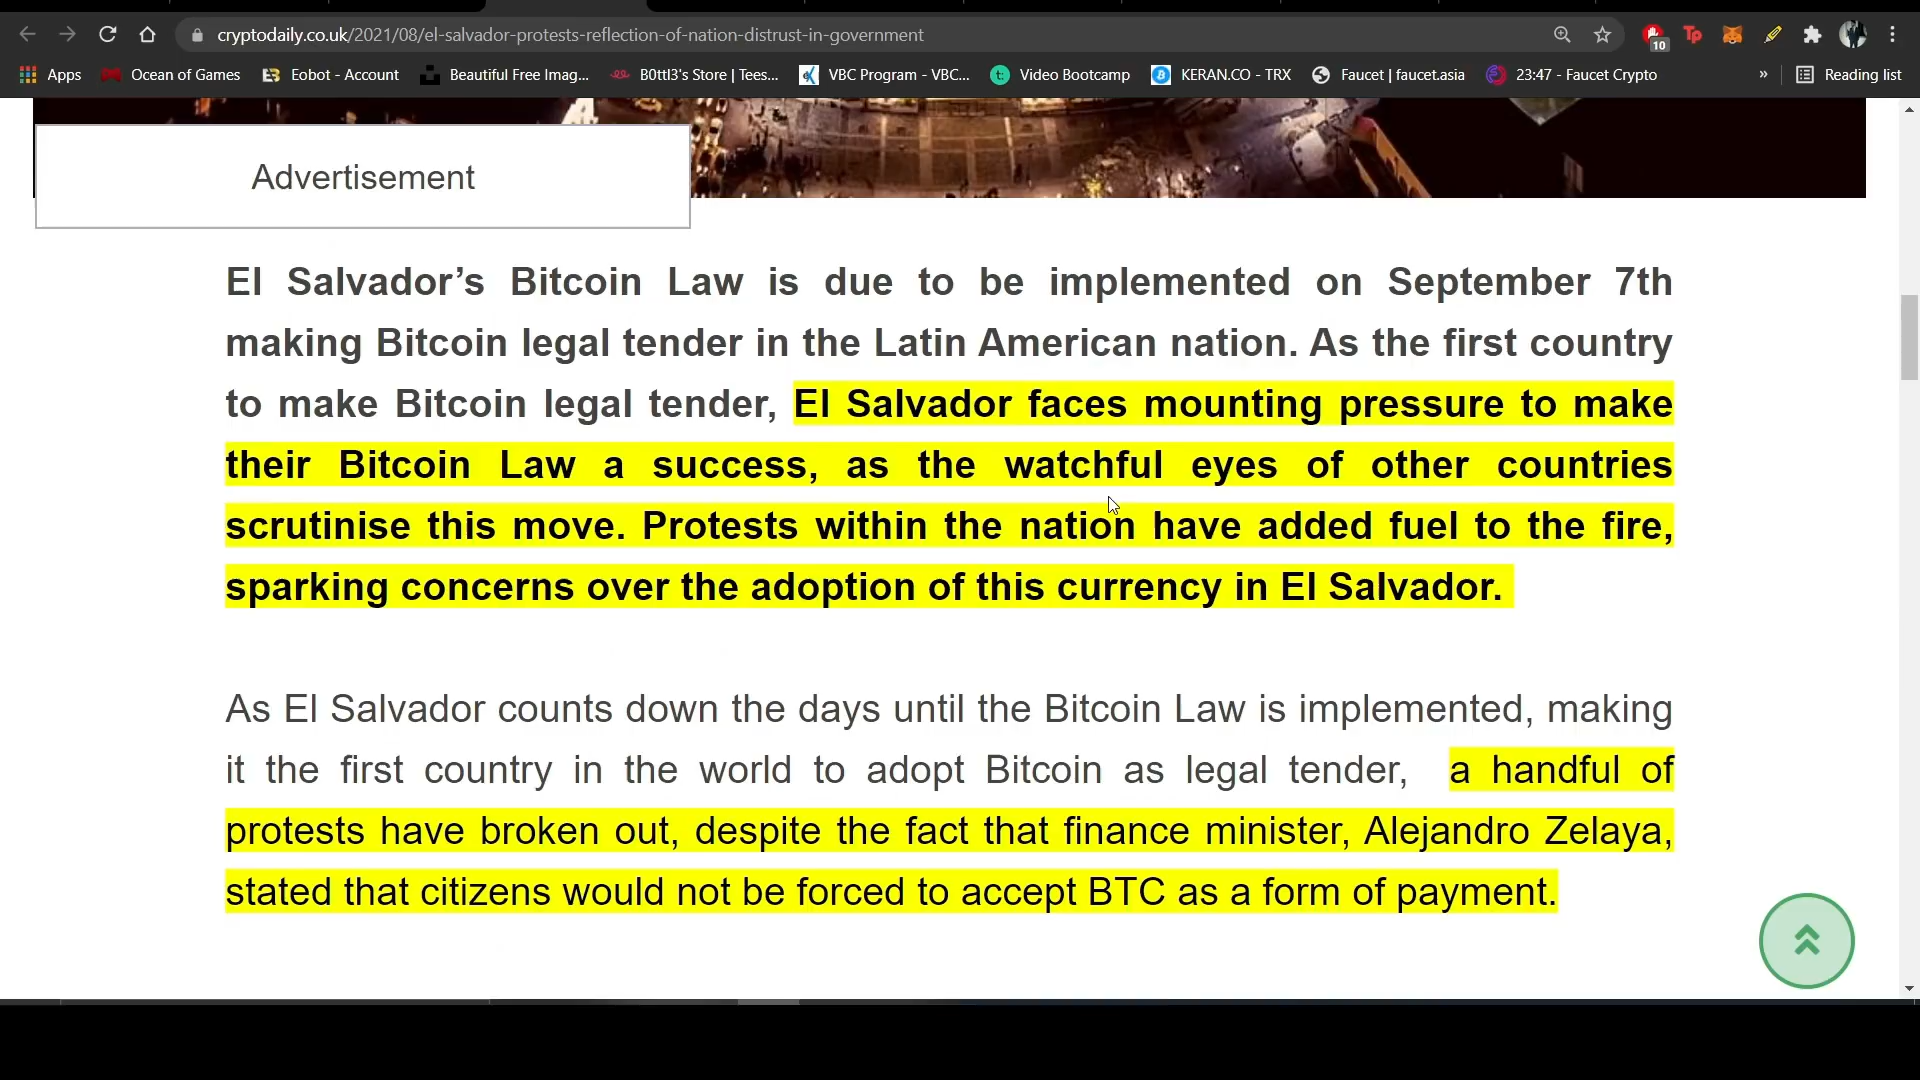 cryptodaily.co.uk/2021/08/el-salvador-protests-reflection-of-nation-distrust-in-government
10
Tp
Apps
Ocean of Games
Eobot - Account
Beautiful Free Imag...
B0ttl3's Store | Tees...
VBC Program - VBC...
Video Bootcamp
KERAN.CO - TRX
Faucet | faucet.asia
23:47 - Faucet Crypto
»
Reading list
Advertisement
El Salvador’s Bitcoin Law is due to be implemented on September 7th
making Bitcoin legal tender in the Latin American nation. As the first country
to make Bitcoin legal tender, El Salvador faces mounting pressure to make
their Bitcoin Law a success, as the watchful eyes of other countries
scrutinise this move. Protests within the nation have added fuel to the fire,
sparking concerns over the adoption of this currency in El Salvador.
As El Salvador counts down the days until the Bitcoin Law is implemented, making
it the first country in the world to adopt Bitcoin as legal tender, a handful of
protests have broken out, despite the fact that finance minister, Alejandro Zelaya,
stated that citizens would not be forced to accept BTC as a form of payment.